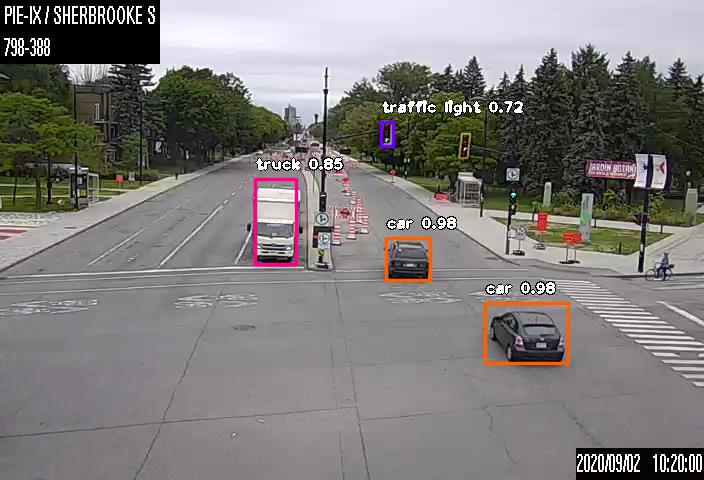 PIE-IX / SHERBROOKE S
798-388
traffic light 0.72
truck 0.85
JARDIN BOTANI
car 0.98
car 0.98
2020/09/02 10:20:00